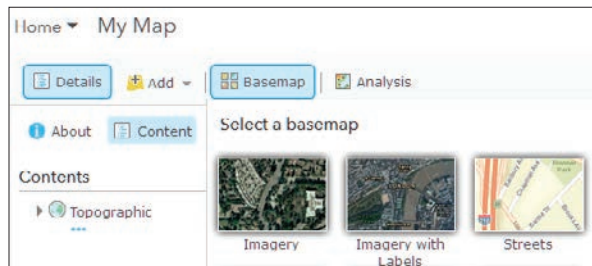 Home My Map
Details Add Basemap Analysis
About Content Select a basemap
Contents
Topographic
Imagery Imagery with Labels Streets